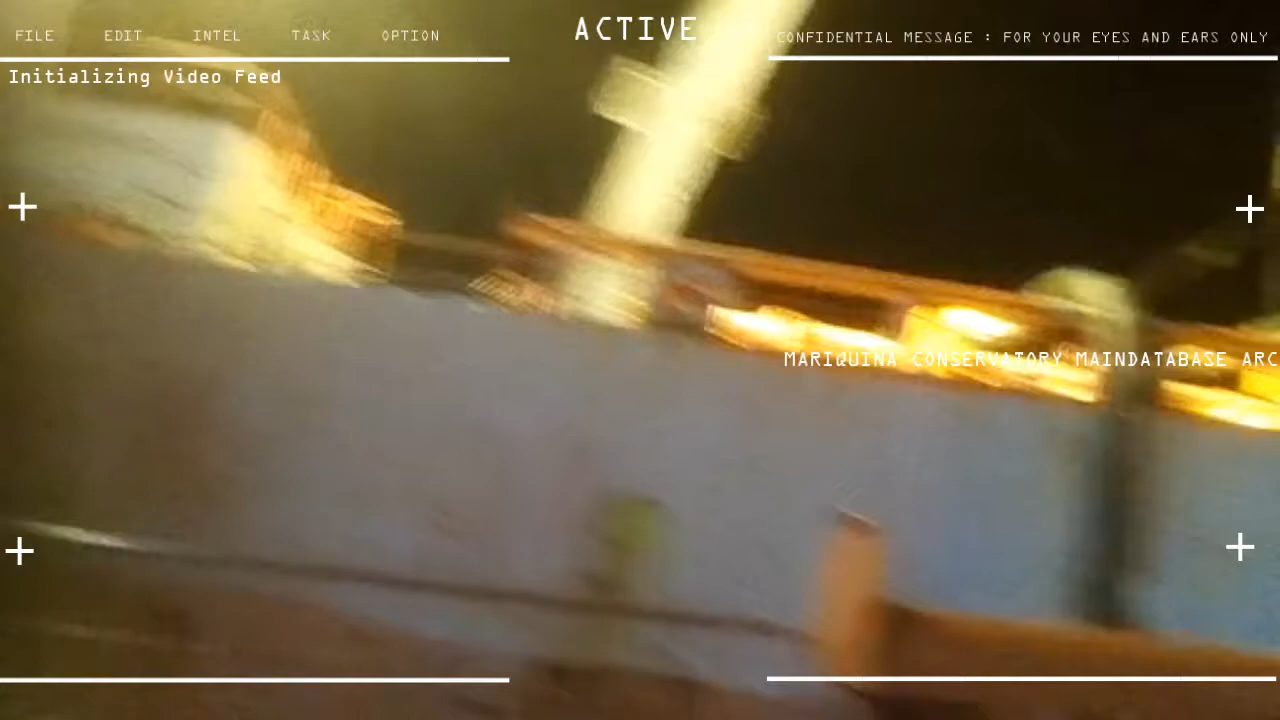 FILE EDIT INTEL TASK OPTION
ACTIVE
CONFIDENTIAL MESSAGE : FOR YOUR EYES AND EARS ONLY
Initializing Video Feed
MARIQUINA CONSERVATORY MAINDATABASE ARC